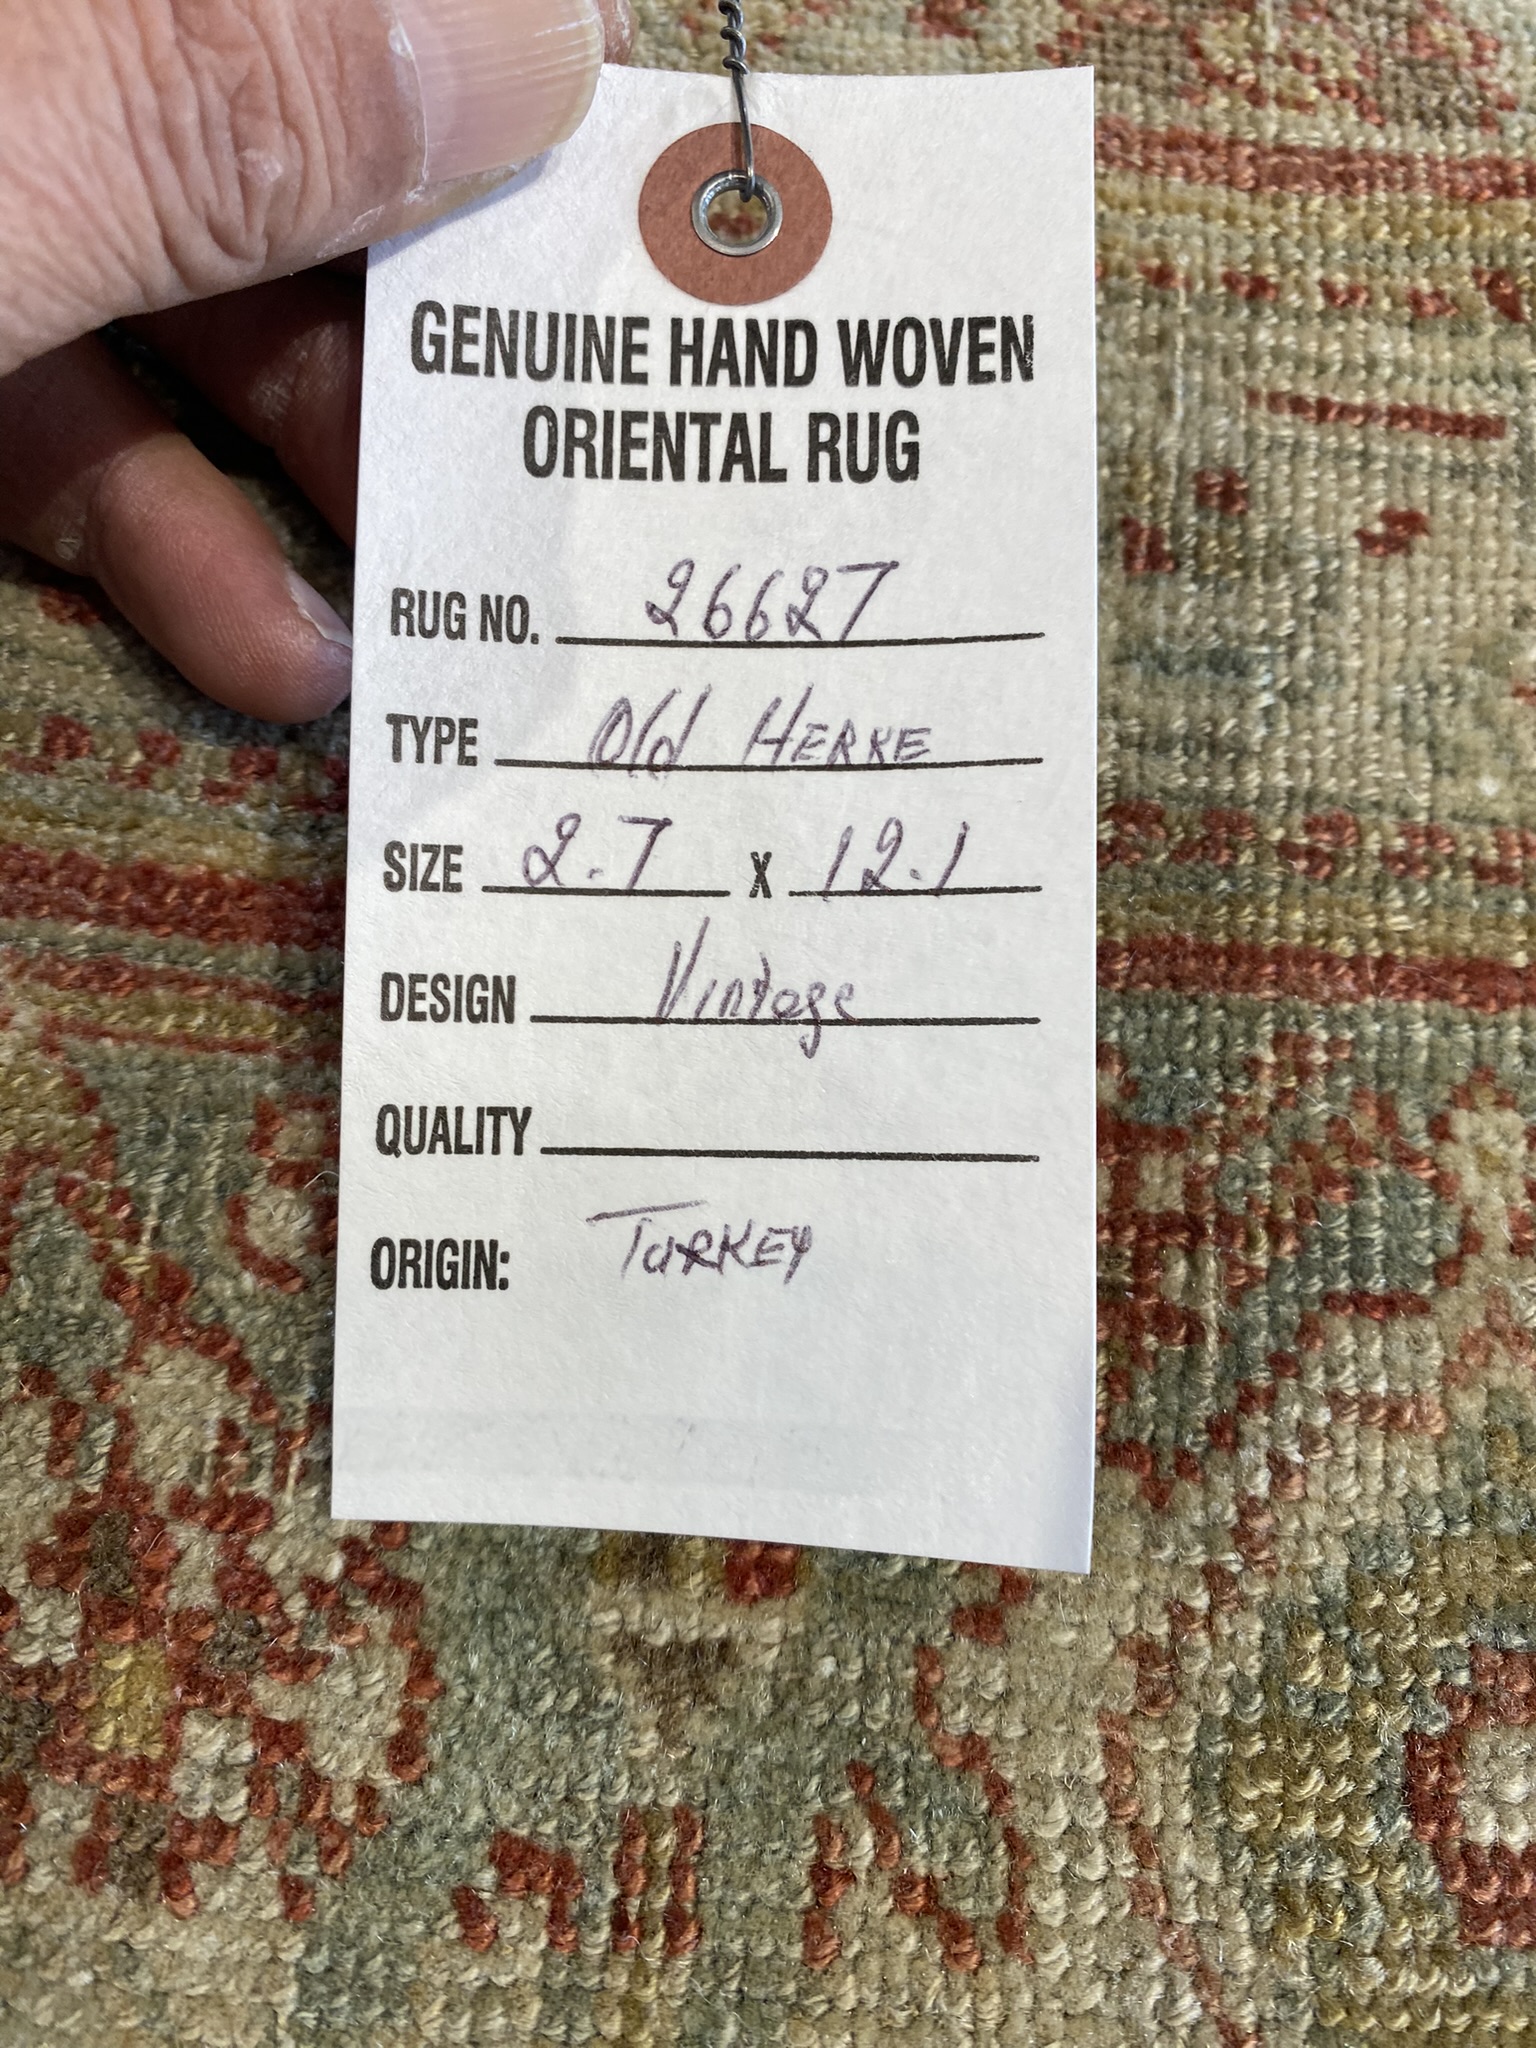 GENUINE HAND WOVEN
ORIENTAL RUG
RUG NO. 26627
TYPE Old HERKE
SIZE 2.7 X 12.1
DESIGN Vintage
QUALITY
ORIGIN: TURKEY